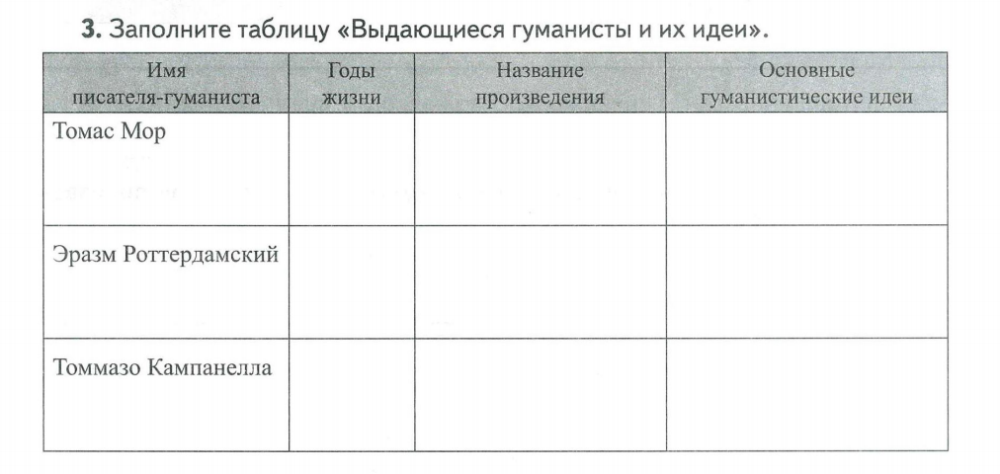 3. Заполните таблицу «Выдающиеся гуманисты и их идеи».
Имя
писателя-гуманиста
Годы
жизни
Название
произведения
Основные
гуманистические идеи
Томас Мор
Эразм Роттердамский
Томмазо Кампанелла